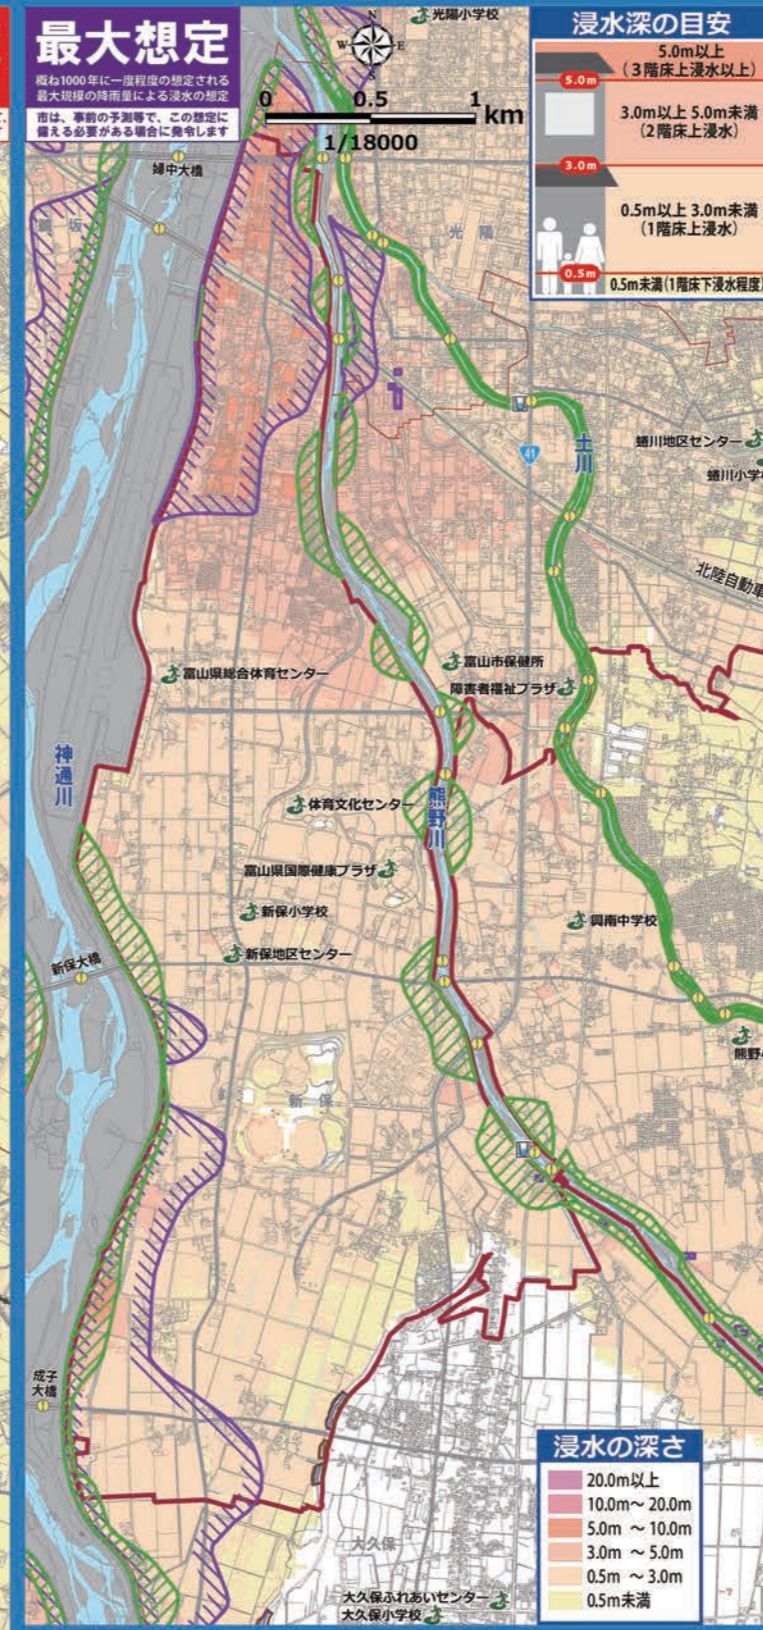 最大想定
概ね1000年に一度程度の想定される
最大規模の降雨量による浸水の想定
市は、事前の予測等で、この想定に
備える必要がある場合に発令します
N
W
E
S
0 0.5 1 km
1/18000
光陽小学校
浸水深の目安
5.0m以上
(3階床上浸水以上)
5.0m
3.0m以上 5.0m未満
(2階床上浸水)
3.0m
0.5m以上 3.0m未満
(1階床上浸水)
0.5m
0.5m未満(1階床下浸水程度)
婦中大橋
光陽
41
土川
蜷川地区センター
蜷川小学校
北陸自動車
富山県総合体育センター
富山市保健所
障害者福祉プラザ
神通川
体育文化センター
熊野川
富山県国際健康プラザ
新保小学校
興南中学校
新保地区センター
新保大橋
熊野小
新保
成子
大橋
浸水の深さ
20.0m以上
10.0m～ 20.0m
5.0m ～ 10.0m
3.0m ～ 5.0m
0.5m ～ 3.0m
0.5m未満
大久保
大久保ふれあいセンター
大久保小学校